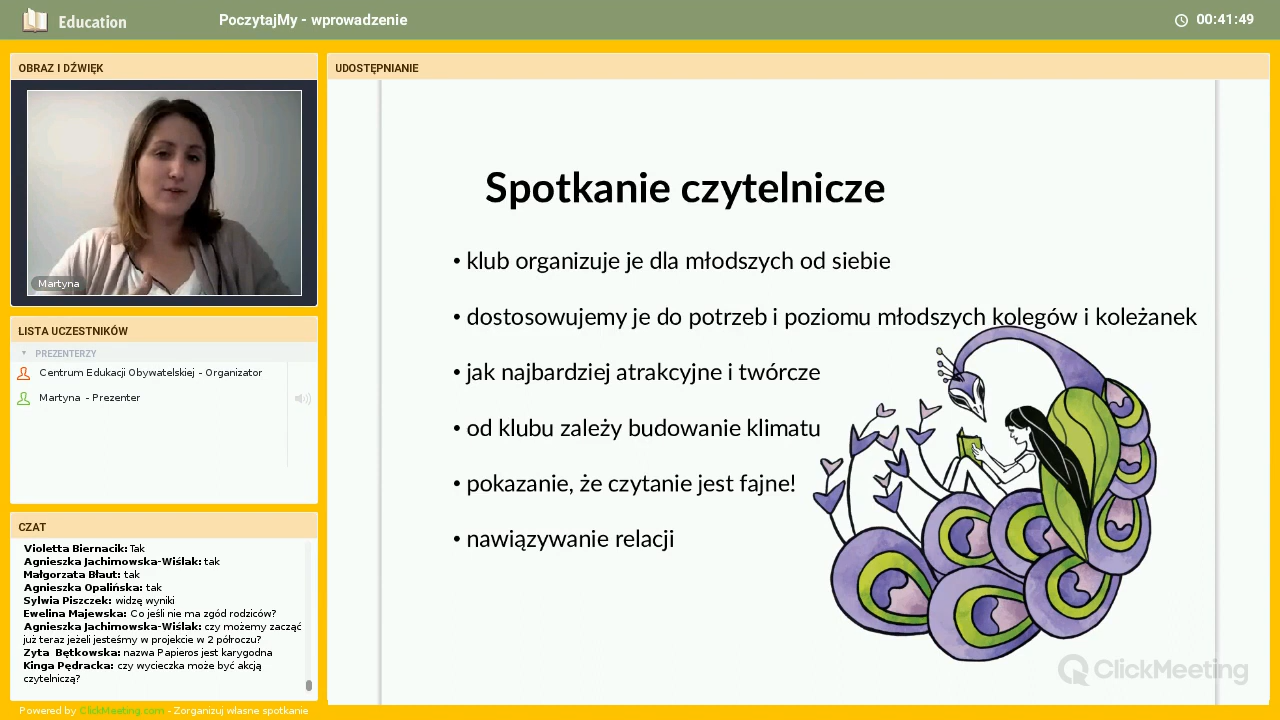 Education
PoczytajMy - wprowadzenie
00:41:49
OBRAZ I DŹWIĘK
Martyna
LISTA UCZESTNIKÓW
PREZENTERZY
Centrum Edukacji Obywatelskiej - Organizator
Martyna - Prezenter
CZAT
Violetta Biernacik: Tak
Agnieszka Jachimowska-Wiślak: tak
Małgorzata Błaut: tak
Agnieszka Opalińska: tak
Sylwia Piszczek: widzę wyniki
Ewelina Majewska: Co jeśli nie ma zgód rodziców?
Agnieszka Jachimowska-Wiślak: czy możemy zacząć
już teraz jeżeli jesteśmy w projekcie w 2 półroczu?
Zyta Bętkowska: nazwa Papieros jest karygodna
Kinga Pędracka: czy wycieczka może być akcją
czytelniczą?
Powered by ClickMeeting.com - Zorganizuj własne spotkanie
UDOSTĘPNIANIE
Spotkanie czytelnicze
• klub organizuje je dla młodszych od siebie
• dostosowujemy je do potrzeb i poziomu młodszych kolegów i koleżanek
• jak najbardziej atrakcyjne i twórcze
• od klubu zależy budowanie klimatu
• pokazanie, że czytanie jest fajne!
• nawiązywanie relacji
ClickMeeting